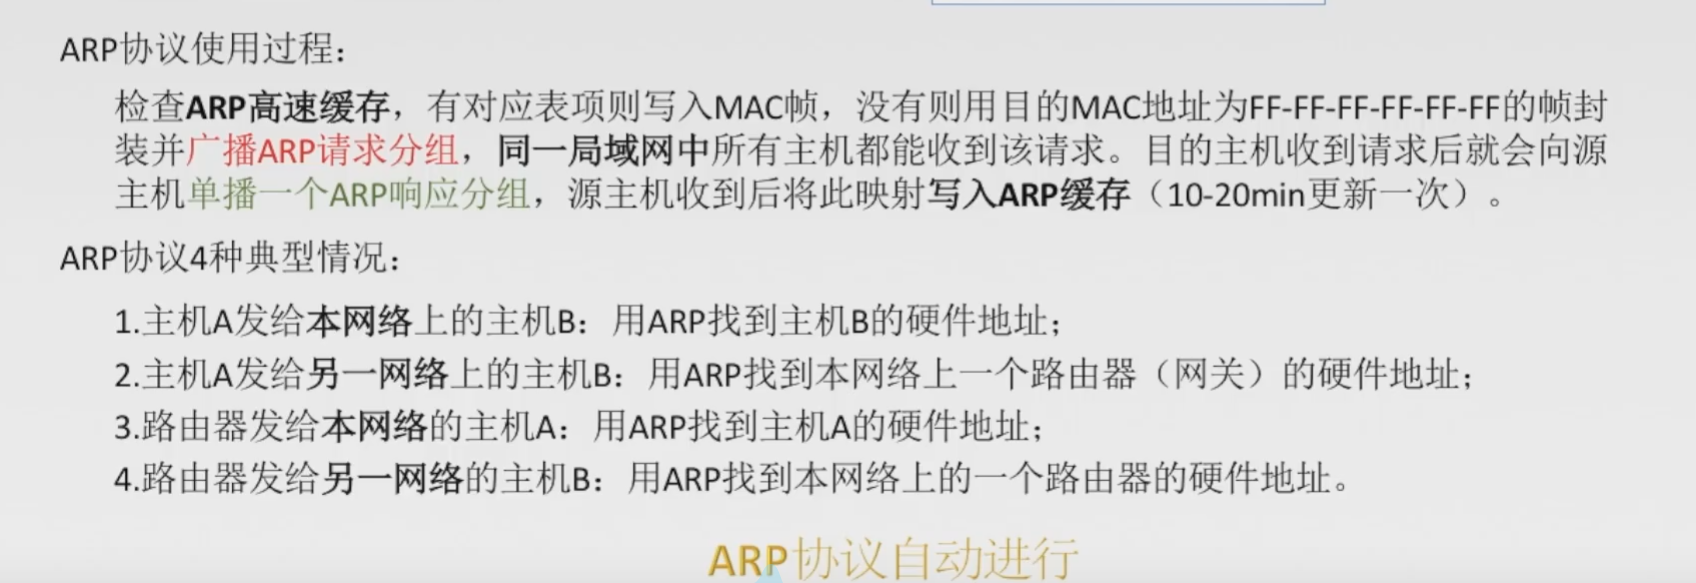 ARP协议使用过程：
检查ARP高速缓存，有对应表项则写入MAC帧，没有则用目的MAC地址为FF-FF-FF-FF-FF-FF的帧封
装并广播ARP请求分组，同一局域网中所有主机都能收到该请求。目的主机收到请求后就会向源
主机单播一个ARP响应分组，源主机收到后将此映射写入ARP缓存（10-20min更新一次）。
ARP协议4种典型情况：
1.主机A发给本网络上的主机B：用ARP找到主机B的硬件地址；
2.主机A发给另一网络上的主机B：用ARP找到本网络上一个路由器（网关）的硬件地址；
3.路由器发给本网络的主机A：用ARP找到主机A的硬件地址；
4.路由器发给另一网络的主机B：用ARP找到本网络上的一个路由器的硬件地址。
ARP协议自动进行